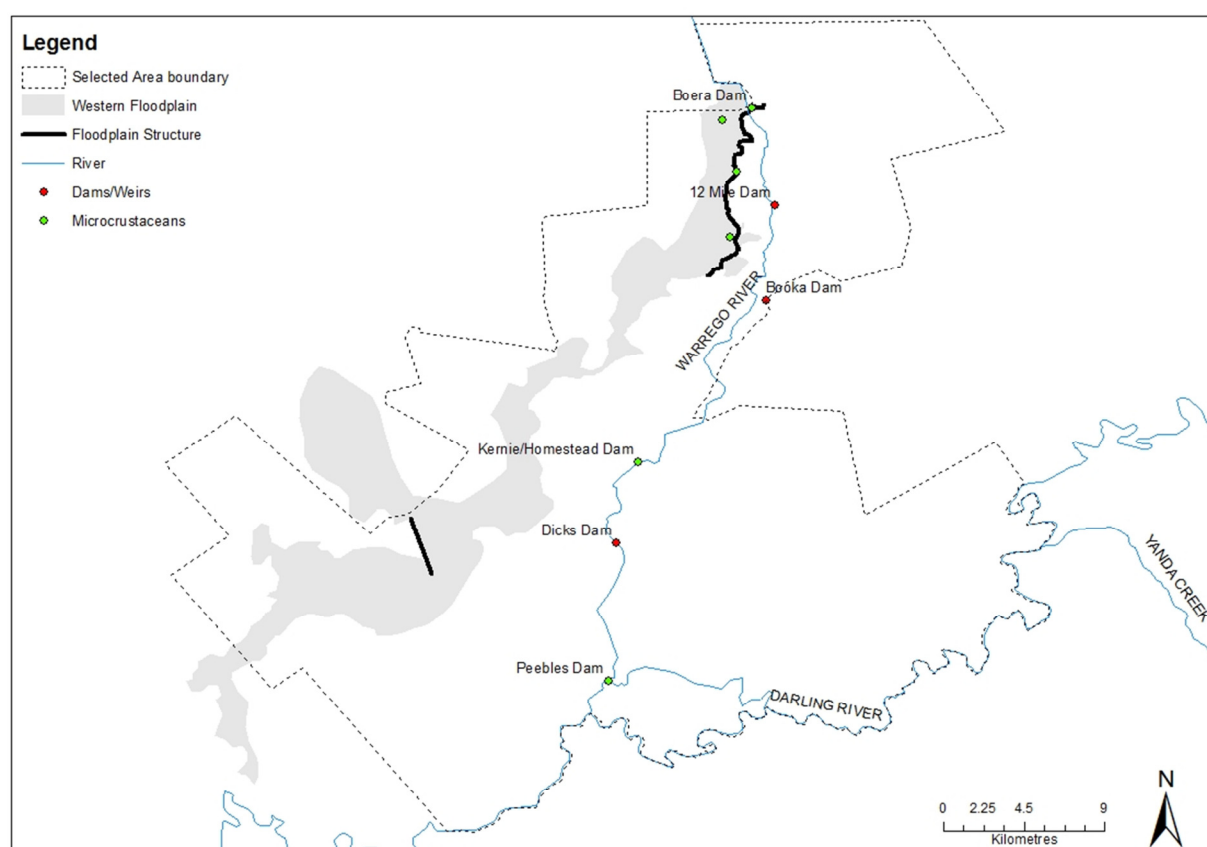 Legend
Selected Area boundary
Western Floodplain
Floodplain Structure
River
Dams/Weirs
Microcrustaceans
Boera Dam
12 Mile Dam
Booka Dam
WARREGO RIVER
Kernie/Homestead Dam
Dicks Dam
YANDA CREEK
Peebles Dam
DARLING RIVER
N
0 2.25 4.5 9
Kilometres